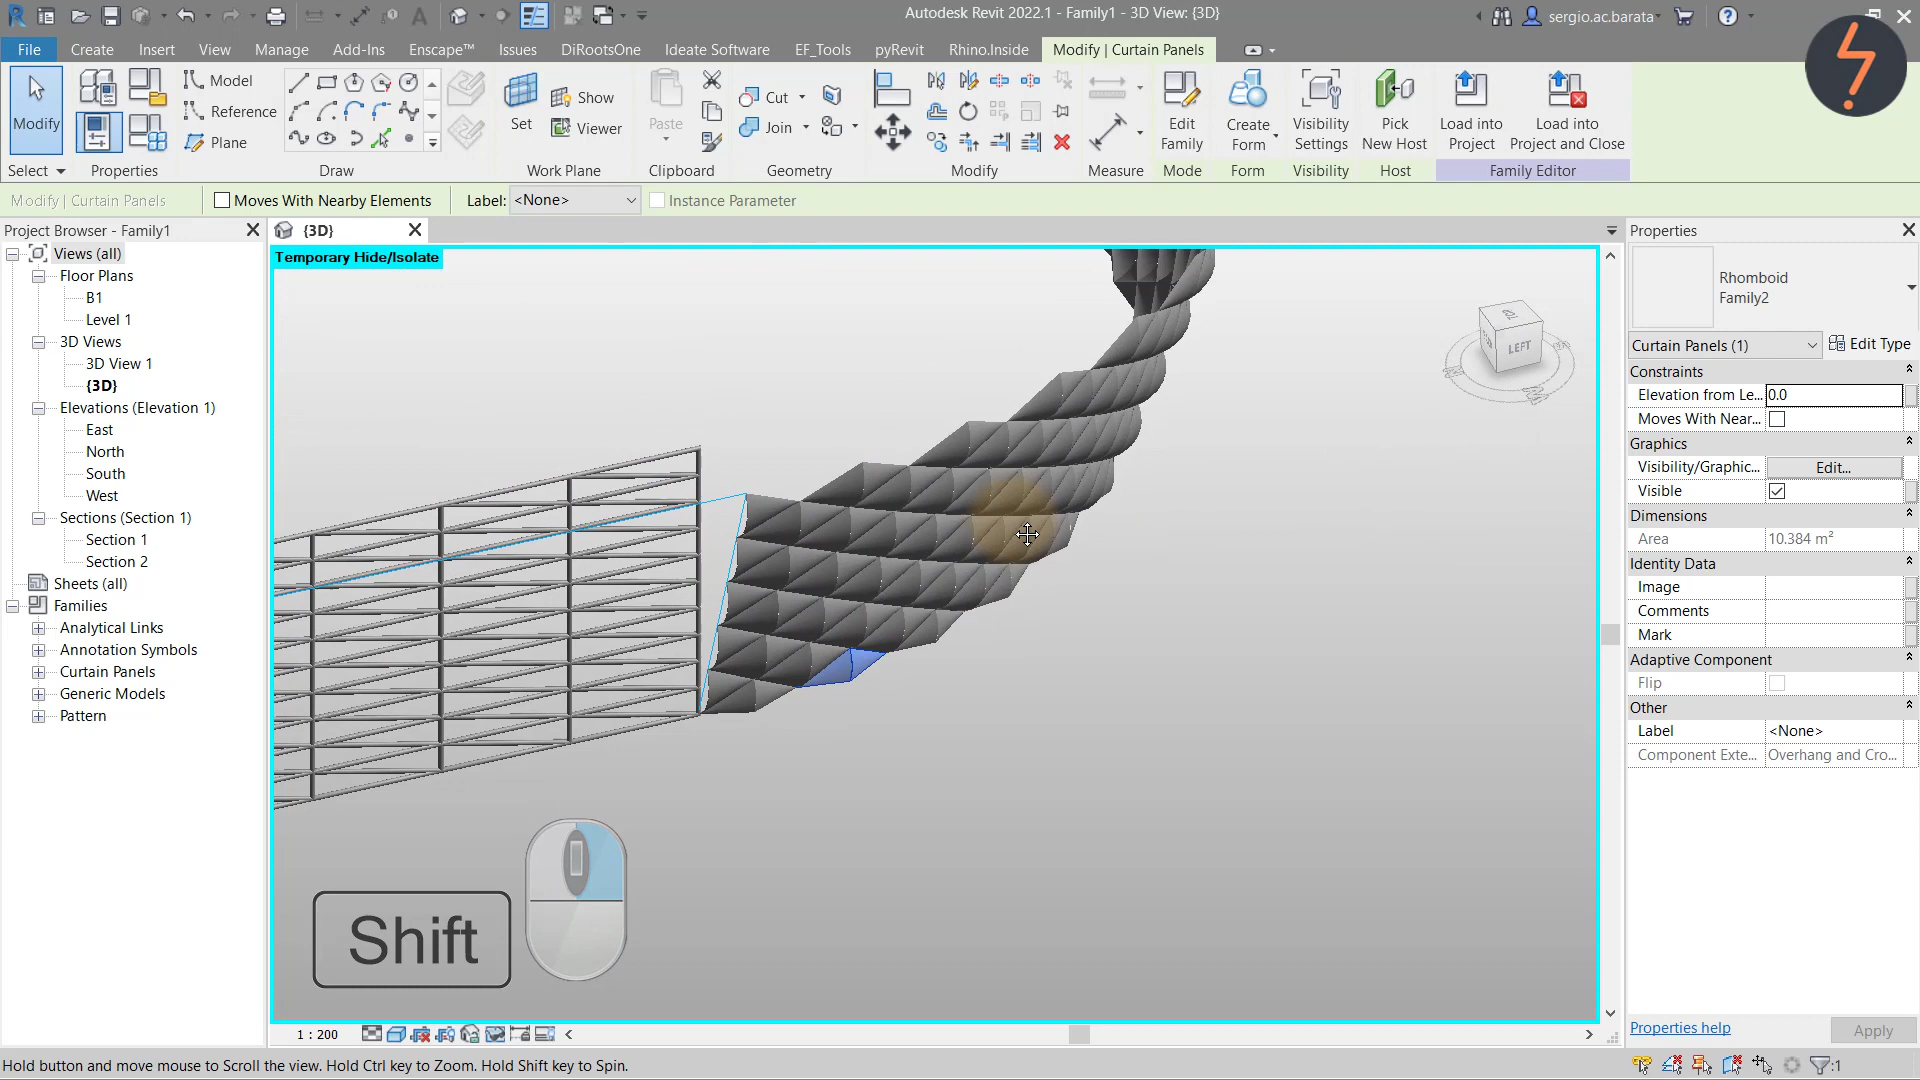 Autodesk Revit 2022.1 - Family1 - 3D View: {3D}
sergio.ac.barata
File Create Insert View Manage Add-Ins Enscape™ Issues DiRootsOne Ideate Software EF_Tools pyRevit Rhino.Inside Modify | Curtain Panels
Modify
Model
Reference
Plane
Set
Show
Viewer
Paste
Cut
Join
Edit Family
Create Form
Visibility Settings
Pick New Host
Load into Project
Load into Project and Close
Select Properties Draw Work Plane Clipboard Geometry Modify Measure Mode Form Visibility Host Family Editor
Modify | Curtain Panels
Moves With Nearby Elements
Label: <None>
Instance Parameter
Project Browser - Family1
Views (all)
Floor Plans
B1
Level 1
3D Views
3D View 1
{3D}
Elevations (Elevation 1)
East
North
South
West
Sections (Section 1)
Section 1
Section 2
Sheets (all)
Families
Analytical Links
Annotation Symbols
Curtain Panels
Generic Models
Pattern
{3D}
Temporary Hide/Isolate
LEFT
Shift
1 : 200
Properties
Rhomboid
Family2
Curtain Panels (1)
Edit Type
Constraints
Elevation from Le... 0.0
Moves With Near...
Graphics
Visibility/Graphic... Edit...
Visible
Dimensions
Area 10.384 m²
Identity Data
Image
Comments
Mark
Adaptive Component
Flip
Other
Label <None>
Component Exte... Overhang and Cro...
Properties help
Apply
Hold button and move mouse to Scroll the view. Hold Ctrl key to Zoom. Hold Shift key to Spin.
:1